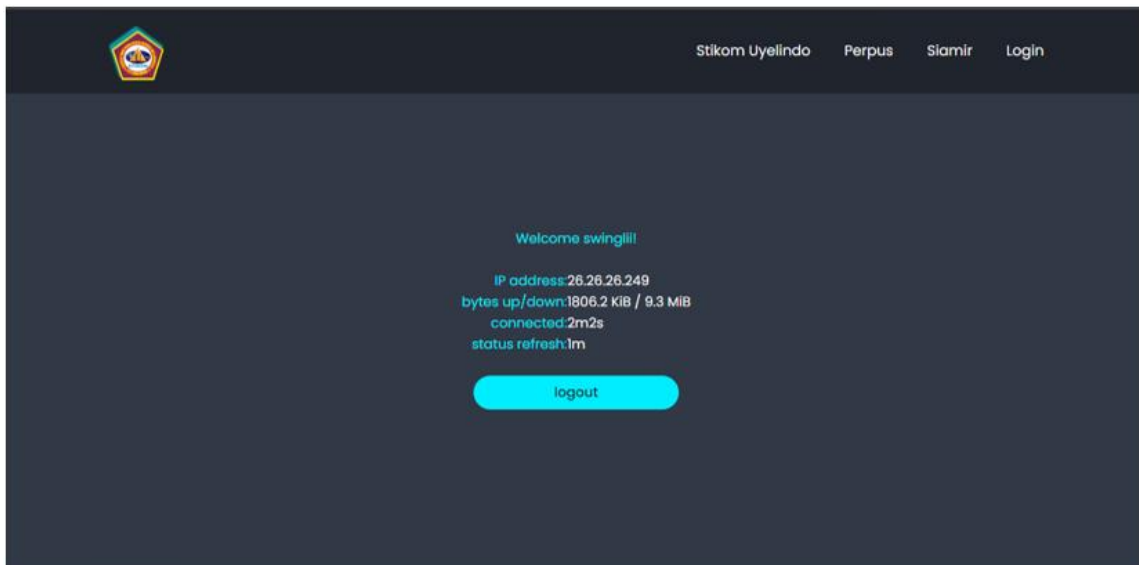 Stikom Uyelindo Perpus Siamir Login
Welcome swinglii!
IP address:26.26.26.249
bytes up/down:1806.2 KiB / 9.3 MiB
connected:2m2s
status refresh:1m
logout